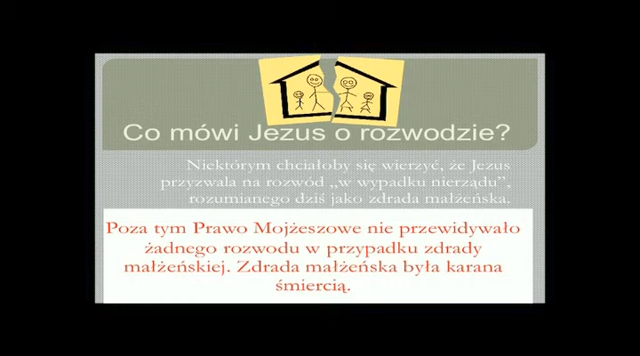 Co mówi Jezus o rozwodzie?
Niektórym chciałoby się wierzyć, że Jezus
przyzwala na rozwód „w wypadku nierządu”,
rozumianego dziś jako zdrada małżeńska.
Poza tym Prawo Mojżeszowe nie przewidywało
żadnego rozwodu w przypadku zdrady
małżeńskiej. Zdrada małżeńska była karana
śmiercią.